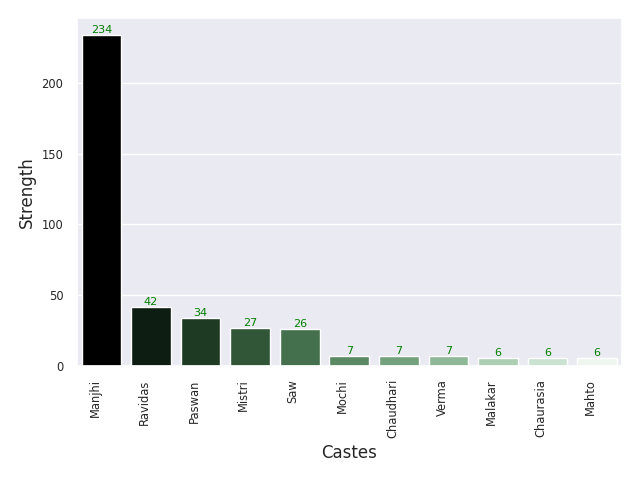 234
200
150
100
50
0
Strength
42
34
27
26
7
7
7
6
6
6
Manjhi
Ravidas
Paswan
Mistri
Saw
Mochi
Chaudhari
Verma
Malakar
Chaurasia
Mahto
Castes